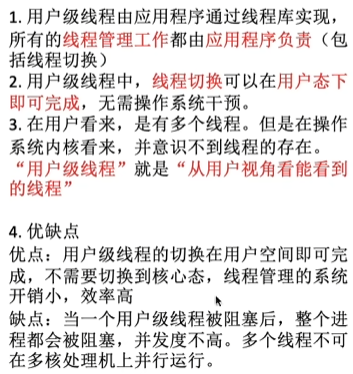 1. 用户级线程由应用程序通过线程库实现，
所有的线程管理工作都由应用程序负责（包
括线程切换）
2. 用户级线程中，线程切换可以在用户态下
即可完成，无需操作系统干预。
3. 在用户看来，是有多个线程。但是在操作
系统内核看来，并意识不到线程的存在。
“用户级线程”就是“从用户视角看能看到
的线程”
4. 优缺点
优点：用户级线程的切换在用户空间即可完
成，不需要切换到核心态，线程管理的系统
开销小，效率高
缺点：当一个用户级线程被阻塞后，整个进
程都会被阻塞，并发度不高。多个线程不可
在多核处理机上并行运行。